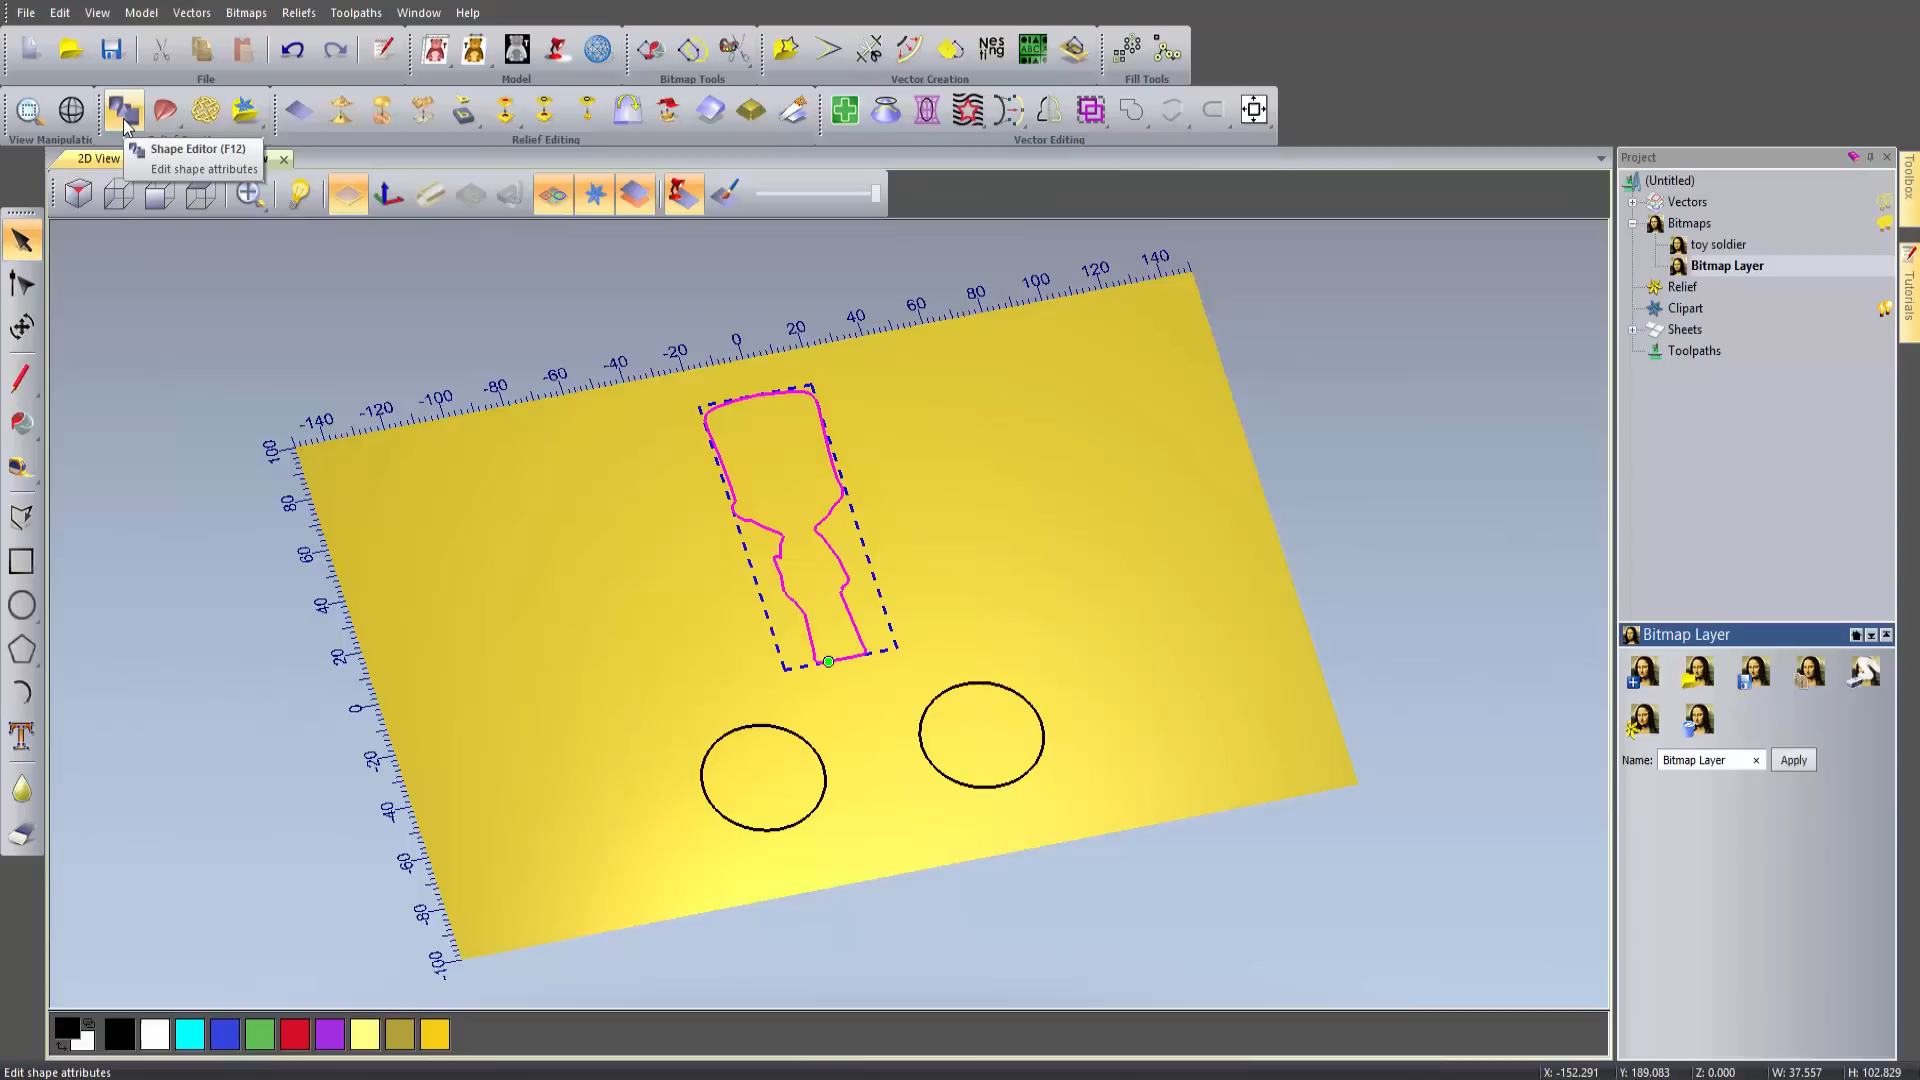 File Edit View Model Vectors Bitmaps Reliefs Toolpaths Window Help
Nes
ting
ABC
File Model Bitmap Tools Vector Creation Fill Tools
View Manipulati Relief Editing Vector Editing
Shape Editor (F12)
Edit shape attributes
2D View
Project
Toolbox
Tutorials
(Untitled)
Vectors
Bitmaps
toy soldier
Bitmap Layer
Relief
Clipart
Sheets
Toolpaths
-140 -120 -100 -80 -60 -40 -20 0 20 40 60 80 100 120 140
100
80
60
40
20
0
-20
-40
-60
-80
-100
T
Bitmap Layer
Name: Bitmap Layer × Apply
Edit shape attributes X: -152.291 Y: 189.083 Z: 0.000 W: 37.557 H: 102.829